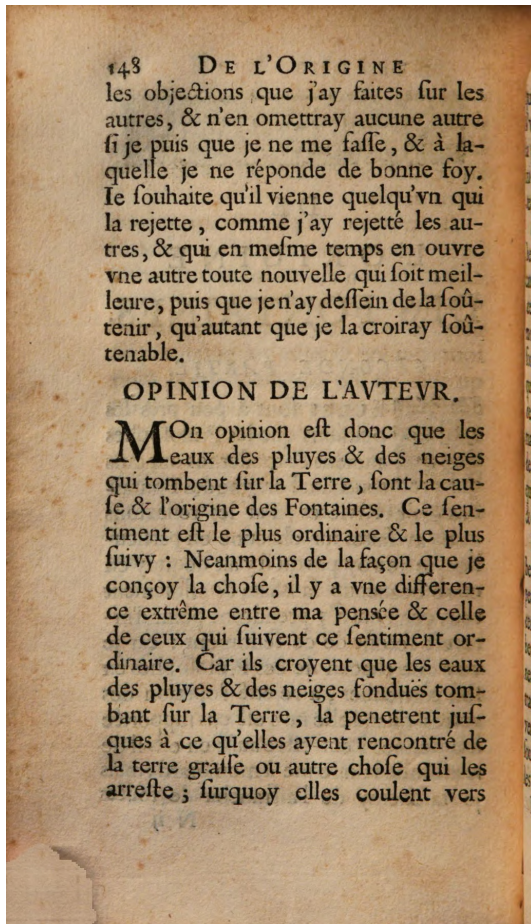 148 DE L'ORIGINE
les objections que j'ay faites ſur les
autres, & n'en omettray aucune autre
ſi je puis que je ne me faſſe, & à la-
quelle je ne réponde de bonne foy.
Ie ſouhaite qu'il vienne quelqu'vn qui
la rejette, comme j'ay rejetté les au-
tres, & qui en meſme temps en ouvre
vne autre toute nouvelle qui ſoit meil-
leure, puis que je n'ay deſſein de la ſoû-
tenir, qu'autant que je la croiray ſoû-
tenable.
OPINION DE L'AVTEVR.
MOn opinion eſt donc que les
eaux des pluyes & des neiges
qui tombent ſur la Terre, ſont la cau-
ſe & l'origine des Fontaines. Ce ſen-
timent eſt le plus ordinaire & le plus
ſuivy : Neanmoins de la façon que je
conçoy la choſe, il y a vne differen-
ce extrême entre ma pensée & celle
de ceux qui ſuivent ce ſentiment or-
dinaire. Car ils croyent que les eaux
des pluyes & des neiges fonduës tom-
bant ſur la Terre, la penetrent juſ-
ques à ce qu'elles ayent rencontré de
la terre graſſe ou autre choſe qui les
arreſte ; ſurquoy elles coulent vers